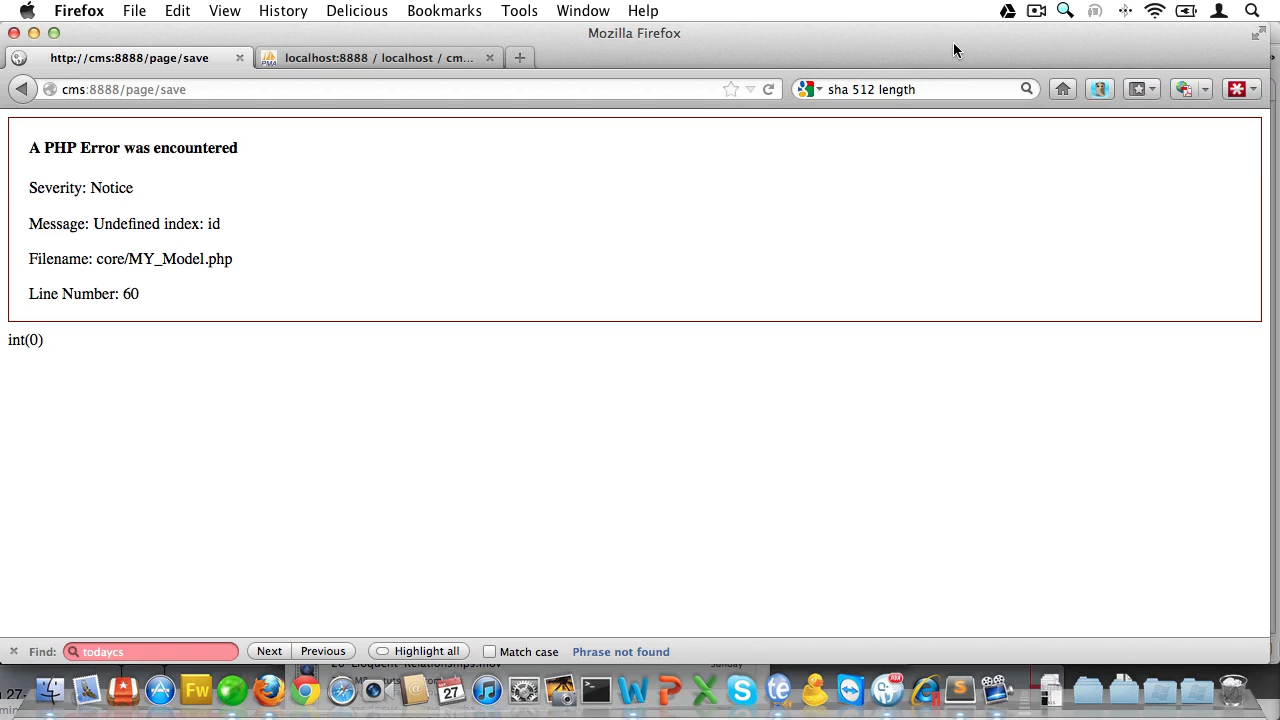 Firefox File Edit View History Delicious Bookmarks Tools Window Help
Mozilla Firefox
http://cms:8888/page/save localhost:8888 / localhost / cm...
cms:8888/page/save sha 512 length
A PHP Error was encountered
Severity: Notice
Message: Undefined index: id
Filename: core/MY_Model.php
Line Number: 60
int(0)
Find: todaycs Next Previous Highlight all Match case Phrase not found
Sunday
Fw 27